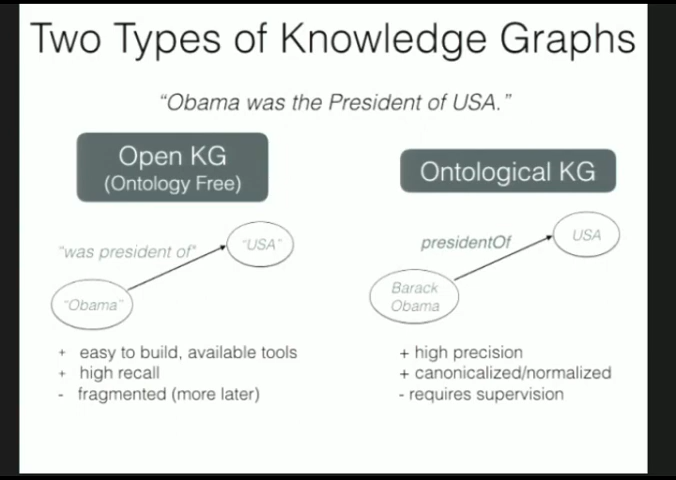 Two Types of Knowledge Graphs
“Obama was the President of USA.”
Open KG
(Ontology Free)
“was president of"
“USA”
“Obama”
+ easy to build, available tools
+ high recall
- fragmented (more later)
Ontological KG
presidentOf
USA
Barack
Obama
+ high precision
+ canonicalized/normalized
- requires supervision